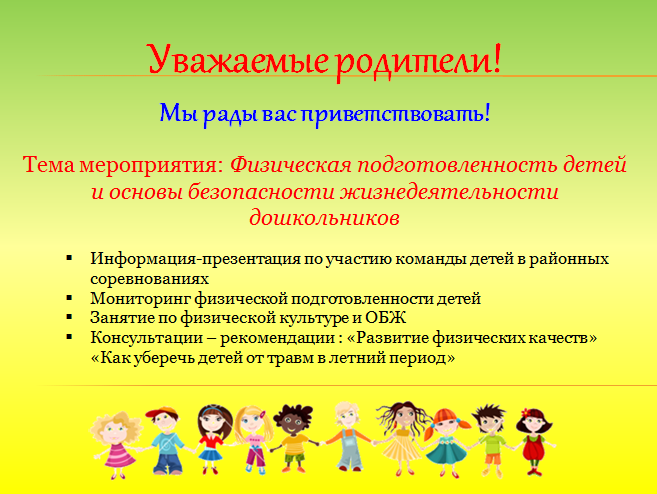 Уважаемые родители!
Мы рады вас приветствовать!
Тема мероприятия: Физическая подготовленность детей
и основы безопасности жизнедеятельности
дошкольников
▪ Информация-презентация по участию команды детей в районных
соревнованиях
▪ Мониторинг физической подготовленности детей
▪ Занятие по физической культуре и ОБЖ
▪ Консультации – рекомендации : «Развитие физических качеств»
«Как уберечь детей от травм в летний период»